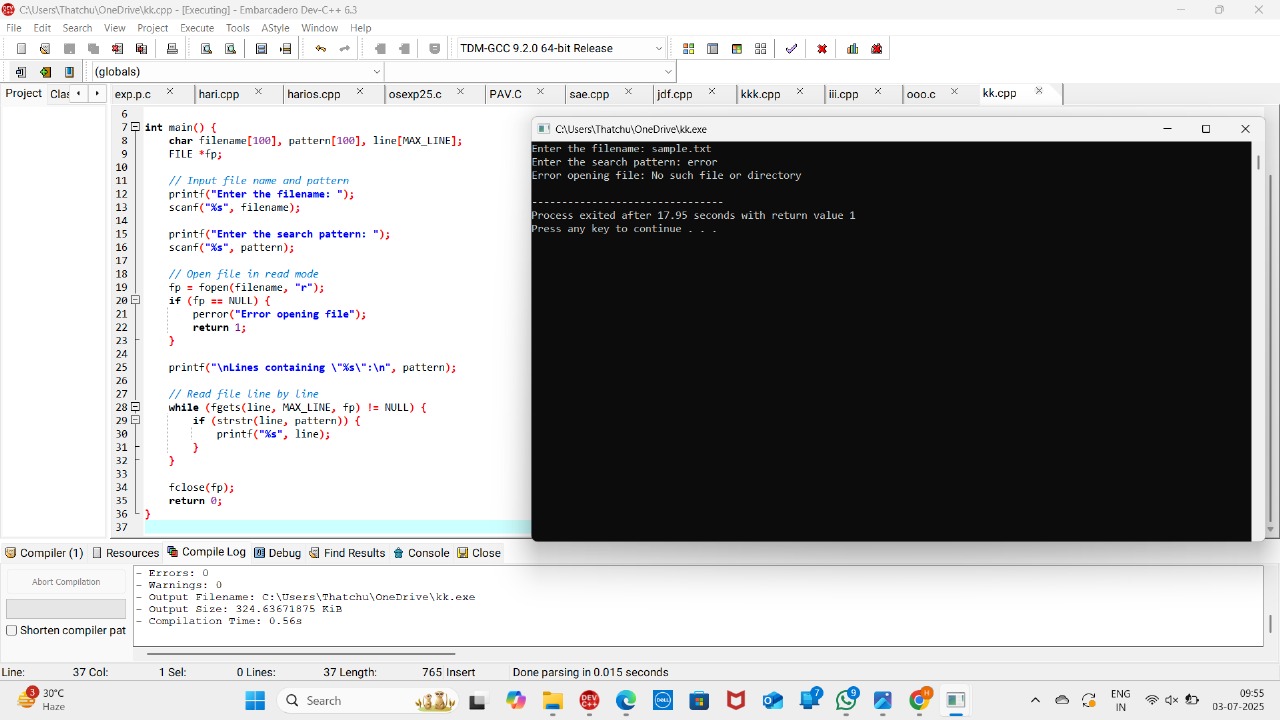 C:\Users\Thatchu\OneDrive\kk.cpp - [Executing] - Embarcadero Dev-C++ 6.3
File Edit Search View Project Execute Tools AStyle Window Help
TDM-GCC 9.2.0 64-bit Release
(globals)
Project Clas exp.p.c hari.cpp harios.cpp osexp25.c PAV.C sae.cpp jdf.cpp kkk.cpp iii.cpp ooo.c kk.cpp
6
7 int main() {
8 char filename[100], pattern[100], line[MAX_LINE];
9 FILE *fp;
10
11 // Input file name and pattern
12 printf("Enter the filename: ");
13 scanf("%s", filename);
14
15 printf("Enter the search pattern: ");
16 scanf("%s", pattern);
17
18 // Open file in read mode
19 fp = fopen(filename, "r");
20 if (fp == NULL) {
21 perror("Error opening file");
22 return 1;
23 }
24
25 printf("\nLines containing \"%s\":\n", pattern);
26
27 // Read file line by line
28 while (fgets(line, MAX_LINE, fp) != NULL) {
29 if (strstr(line, pattern)) {
30 printf("%s", line);
31 }
32 }
33
34 fclose(fp);
35 return 0;
36 }
37
C:\Users\Thatchu\OneDrive\kk.exe
Enter the filename: sample.txt
Enter the search pattern: error
Error opening file: No such file or directory
--------------------------------
Process exited after 17.95 seconds with return value 1
Press any key to continue . . .
Compiler (1) Resources Compile Log Debug Find Results Console Close
Abort Compilation
Shorten compiler pat
- Errors: 0
- Warnings: 0
- Output Filename: C:\Users\Thatchu\OneDrive\kk.exe
- Output Size: 324.63671875 KiB
- Compilation Time: 0.56s
Line: 37 Col: 1 Sel: 0 Lines: 37 Length: 765 Insert Done parsing in 0.015 seconds
3 30°C
Haze
Search
DEV C++
DELL
7
9
H
ENG
IN
09:55
03-07-2025